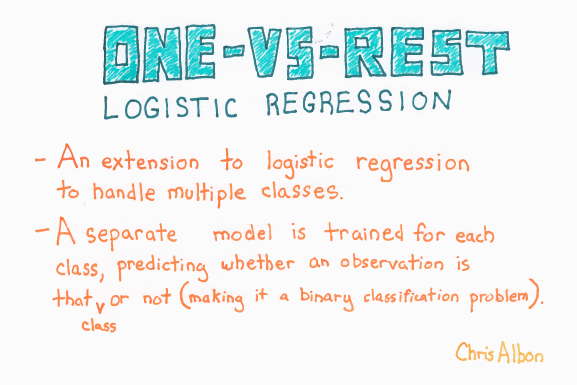 ONE-VS-REST
LOGISTIC REGRESSION
- An extension to logistic regression
to handle multiple classes.
- A separate model is trained for each
class, predicting whether an observation is
that class or not (making it a binary classification problem).
Chris Albon